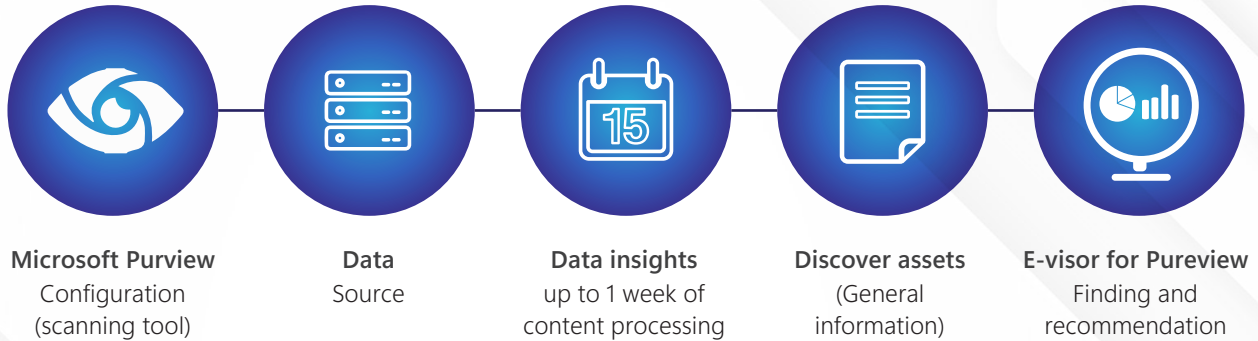 15
Microsoft Purview
Configuration
(scanning tool)
Data
Source
Data insights
up to 1 week of
content processing
Discover assets
(General
information)
E-visor for Pureview
Finding and
recommendation